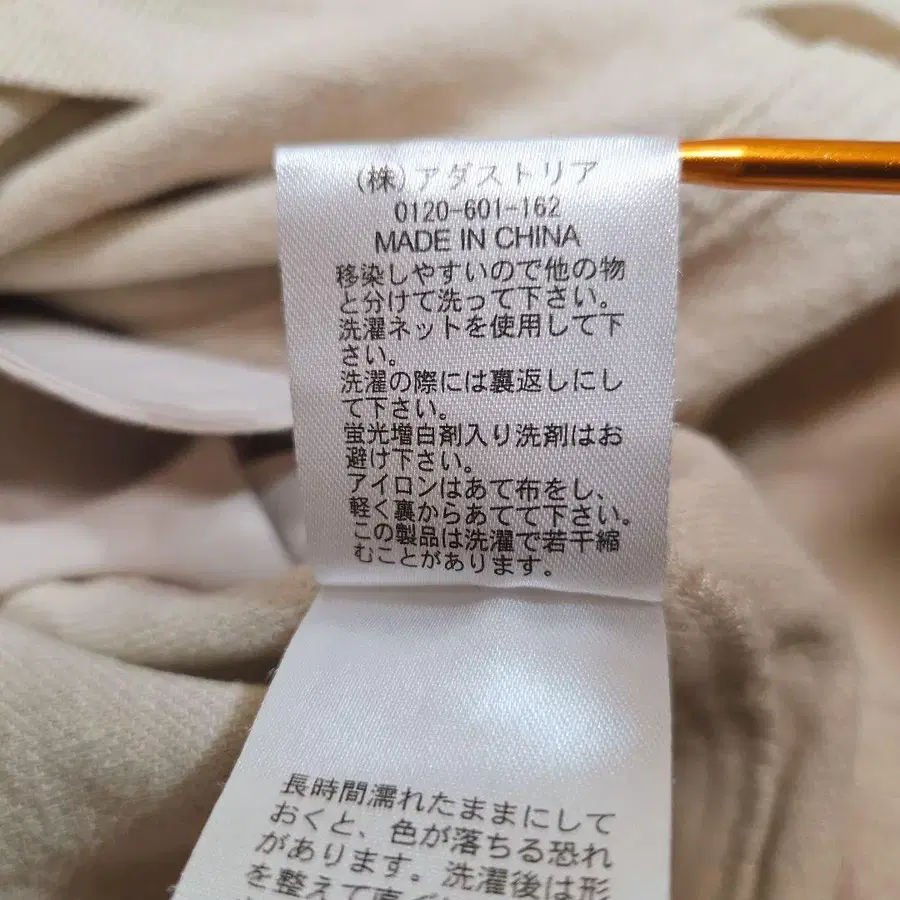 (株)アダストリア
0120-601-162
MADE IN CHINA
移染しやすいので他の物
と分けて洗って下さい。
洗濯ネットを使用して下
さい。
洗濯の際には裏返しにし
て下さい。
蛍光増白剤入り洗剤はお
避け下さい。
アイロンはあて布をし、
軽く裏からあてて下さい。
この製品は洗濯で若干縮
むことがあります。
長時間濡れたままにして
おくと、色が落ちる恐れ
があります。洗濯後は形
を整えて直ぐ